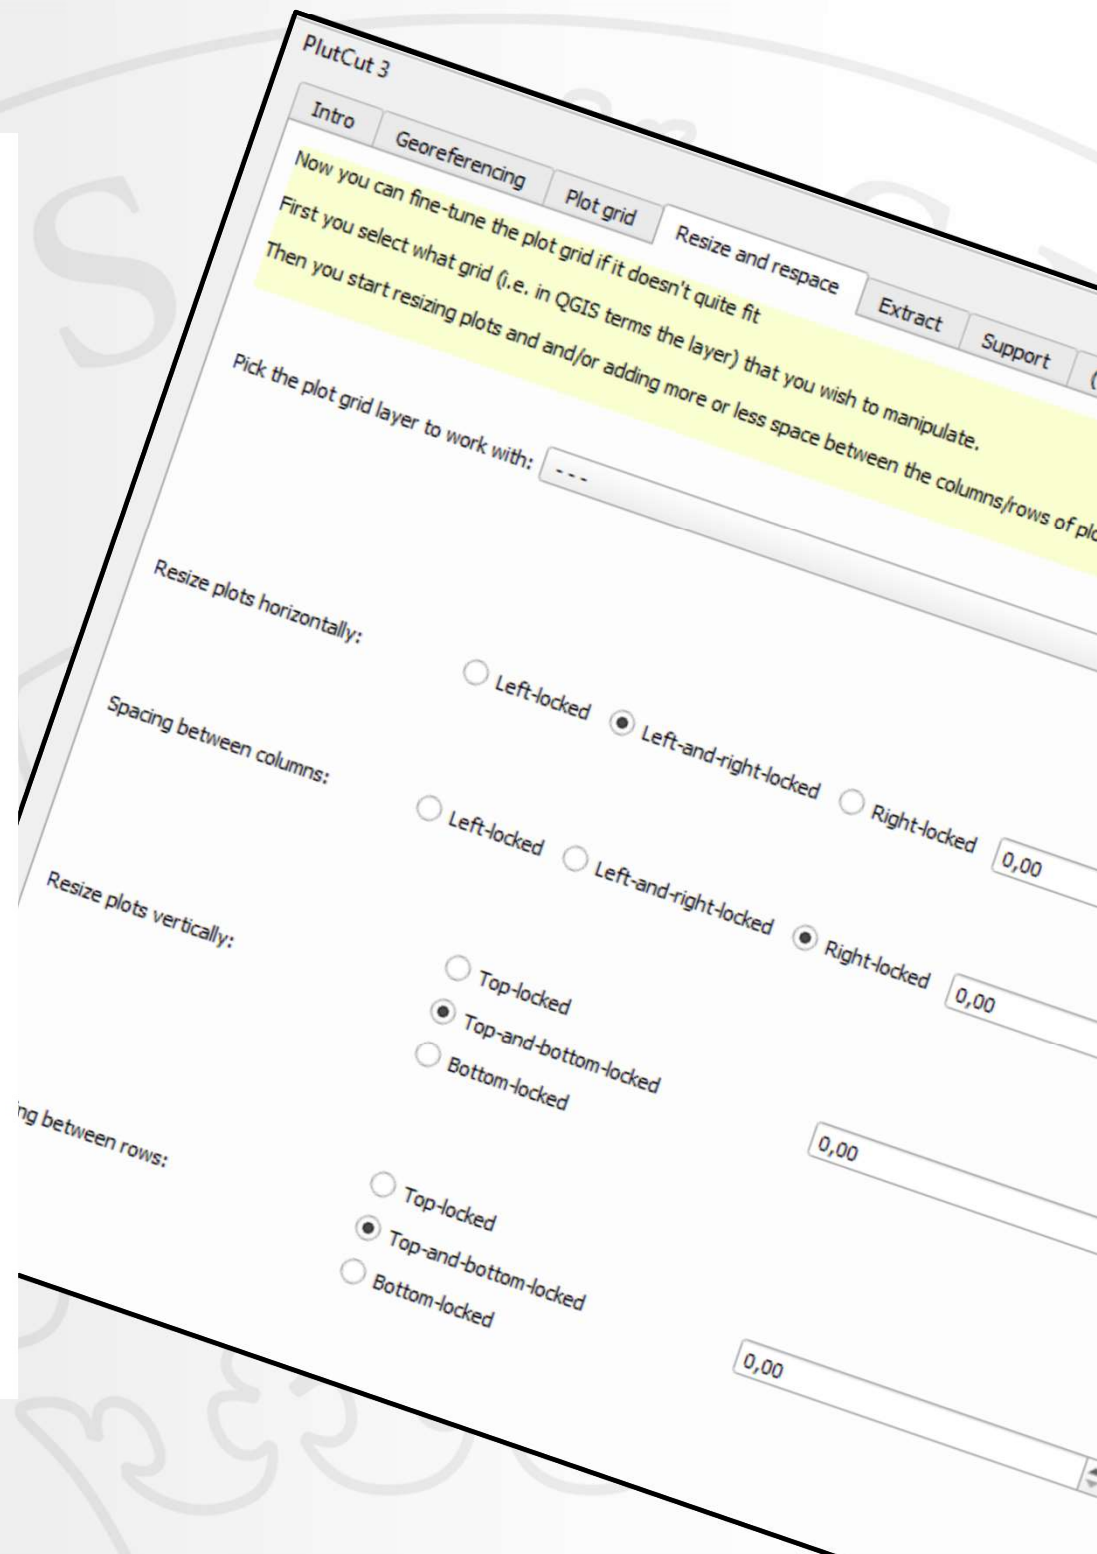 PlutCut 3
Intro Georeferencing Plot grid Resize and respace Extract Support (
Now you can fine-tune the plot grid if it doesn't quite fit
First you select what grid (i.e. in QGIS terms the layer) that you wish to manipulate.
Then you start resizing plots and and/or adding more or less space between the columns/rows of plo
Pick the plot grid layer to work with: ---
Resize plots horizontally: Left-locked Left-and-right-locked Right-locked 0,00
Spacing between columns: Left-locked Left-and-right-locked Right-locked 0,00
Resize plots vertically:
Top-locked
Top-and-bottom-locked
Bottom-locked
0,00
ng between rows:
Top-locked
Top-and-bottom-locked
Bottom-locked
0,00